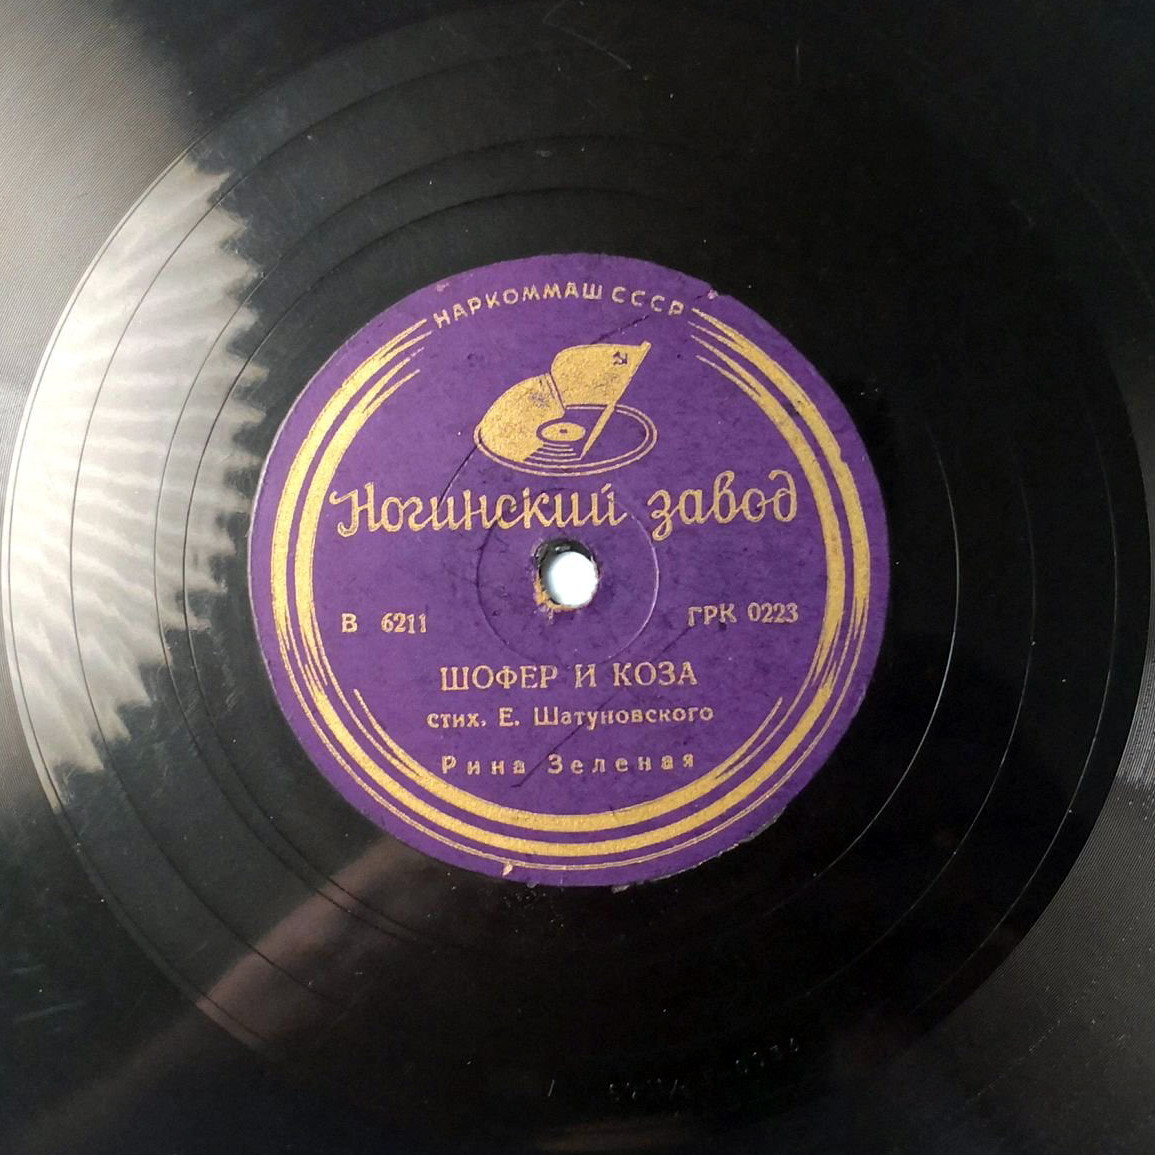 НАРКОММАШ СССР
Ногинский завод
В 6211 ГРК 0223
ШОФЕР И КОЗА
стих. Е. Шатуновского
Рина Зеленая